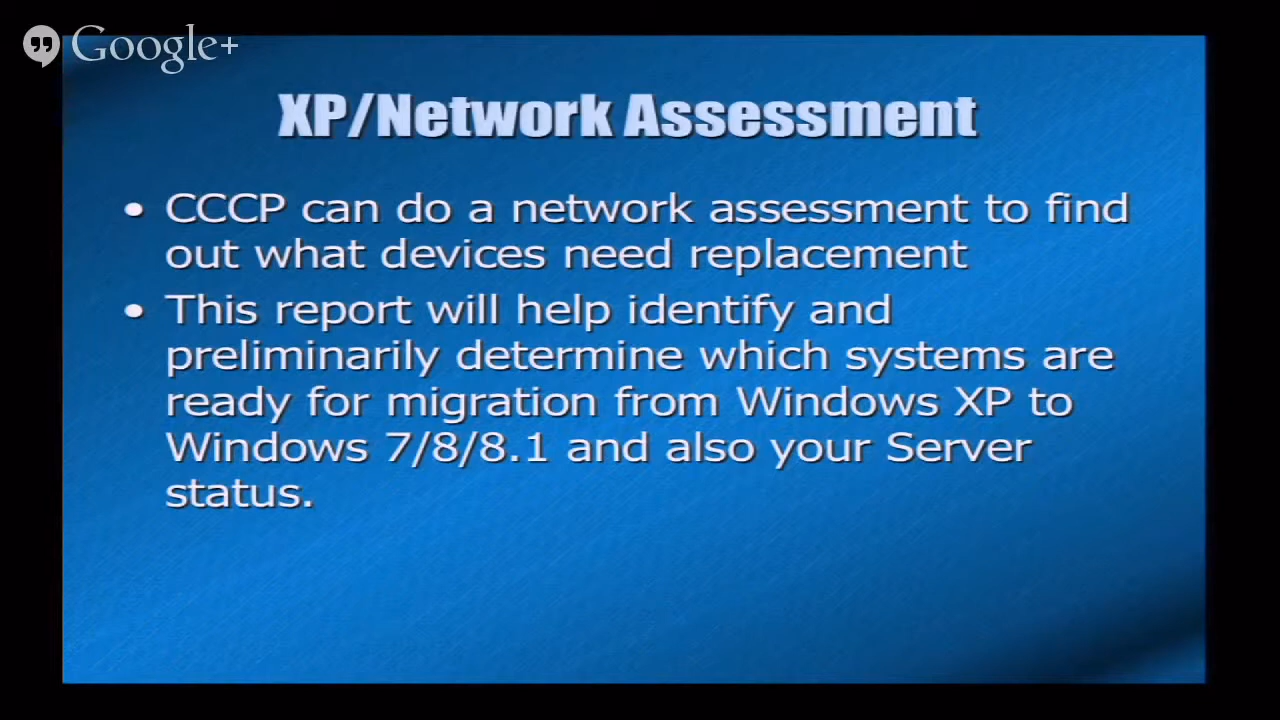 Google+
XP/Network Assessment
• CCCP can do a network assessment to find
out what devices need replacement
• This report will help identify and
preliminarily determine which systems are
ready for migration from Windows XP to
Windows 7/8/8.1 and also your Server
status.